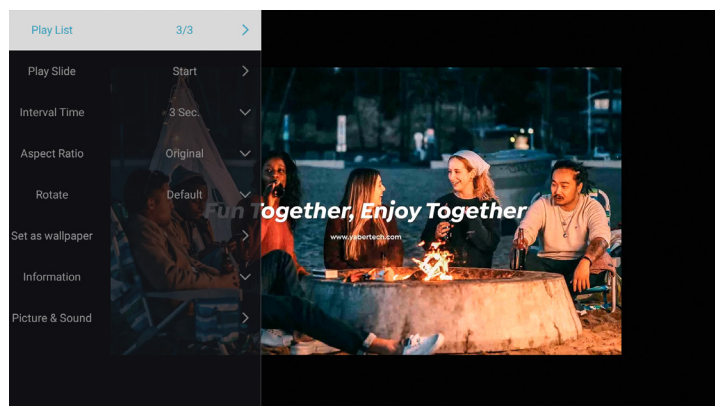 Play List 3/3
Play Slide Start
Interval Time 3 Sec.
Aspect Ratio Original
Rotate Default
Fun Together, Enjoy Together
Set as wallpaper
www.yabertech.com
Information
Picture & Sound